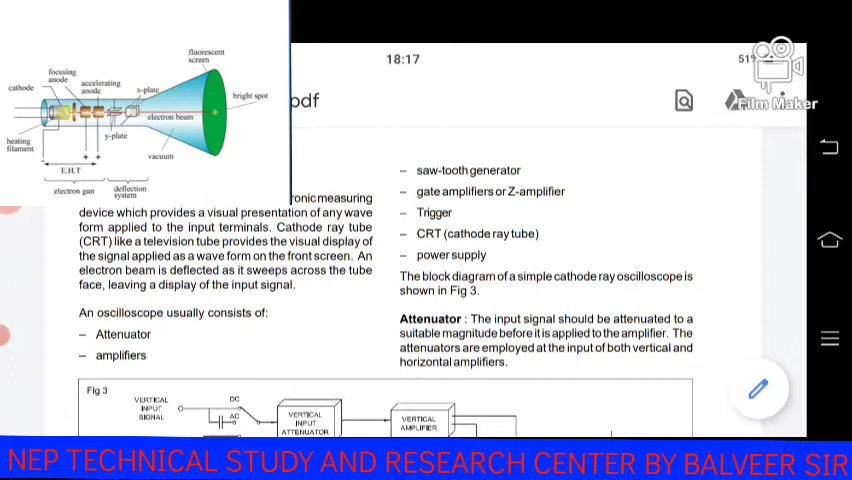 fluorescent
screen
focusing
anode
accelerating
anode
cathode
x-plate
bright spot
electron beam
y-plate
heating
filament
vacuum
- + +
E.H.T
electron gun
deflection
system
18:17
51%
Film Maker
pdf
ronic measuring
device which provides a visual presentation of any wave
form applied to the input terminals. Cathode ray tube
(CRT) like a television tube provides the visual display of
the signal applied as a wave form on the front screen. An
electron beam is deflected as it sweeps across the tube
face, leaving a display of the input signal.
An oscilloscope usually consists of:
– Attenuator
– amplifiers
– saw-tooth generator
– gate amplifiers or Z-amplifier
– Trigger
– CRT (cathode ray tube)
– power supply
The block diagram of a simple cathode ray oscilloscope is
shown in Fig 3.
Attenuator : The input signal should be attenuated to a
suitable magnitude before it is applied to the amplifier. The
attenuators are employed at the input of both vertical and
horizontal amplifiers.
Fig 3
VERTICAL
INPUT
SIGNAL
DC
AC
VERTICAL
INPUT
ATTENUATOR
VERTICAL
AMPLIFIER
NEP TECHNICAL STUDY AND RESEARCH CENTER BY BALVEER SIR